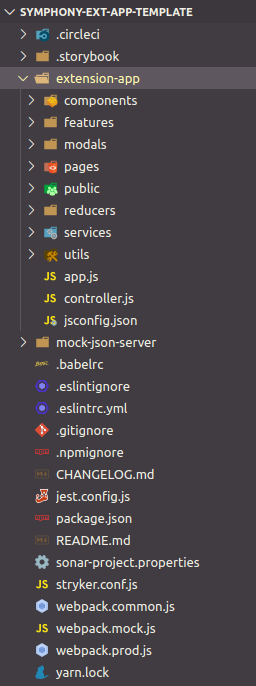 SYMPHONY-EXT-APP-TEMPLATE
.circleci
.storybook
extension-app
components
features
modals
pages
public
reducers
services
utils
JS app.js
JS controller.js
JS jsconfig.json
mock-json-server
.babelrc
.eslintignore
.eslintrc.yml
.gitignore
.npmignore
CHANGELOG.md
jest.config.js
package.json
README.md
sonar-project.properties
JS stryker.conf.js
webpack.common.js
JS webpack.mock.js
webpack.prod.js
yarn.lock